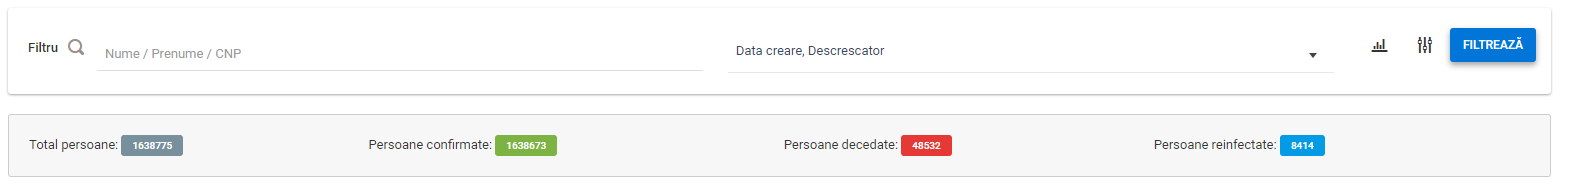 Filtru
Nume / Prenume / CNP
Data creare, Descrescator
FILTREAZĂ
Total persoane: 1638775
Persoane confirmate: 1638673
Persoane decedate: 48532
Persoane reinfectate: 8414